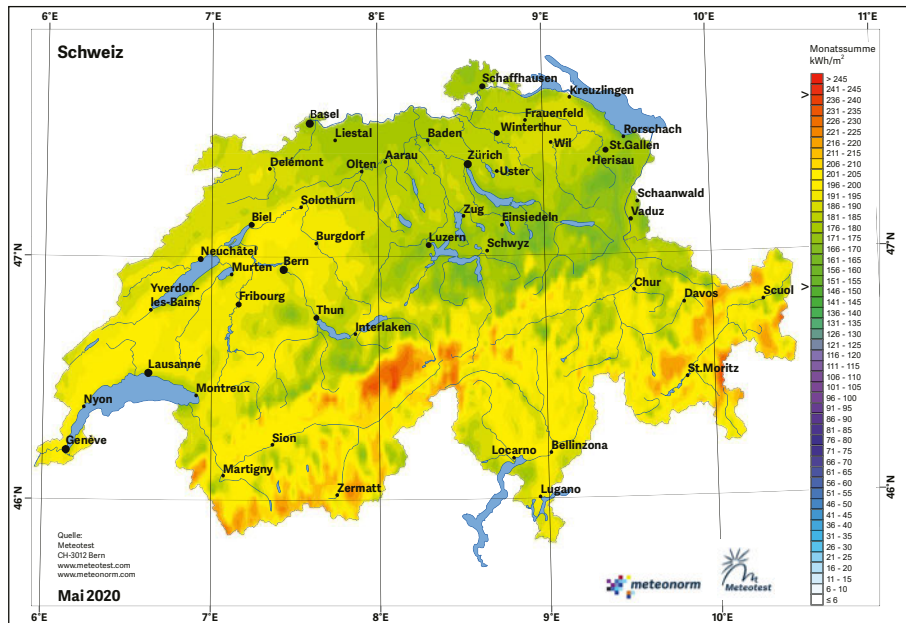 6°E 7°E 8°E 9°E 10°E 11°E
Schweiz
Monatssumme
kWh/m²
> 245
241 - 245
236 - 240
231 - 235
226 - 230
221 - 225
216 - 220
211 - 215
206 - 210
201 - 205
196 - 200
191 - 195
186 - 190
181 - 185
176 - 180
171 - 175
166 - 170
161 - 165
156 - 160
151 - 155
146 - 150
141 - 145
136 - 140
131 - 135
126 - 130
121 - 125
116 - 120
111 - 115
106 - 110
101 - 105
96 - 100
91 - 95
86 - 90
81 - 85
76 - 80
71 - 75
66 - 70
61 - 65
56 - 60
51 - 55
46 - 50
41 - 45
36 - 40
31 - 35
26 - 30
21 - 25
16 - 20
11 - 15
6 - 10
≤ 6
>
>
Schaffhausen
Kreuzlingen
Basel
Frauenfeld
Liestal
Baden
Winterthur
Rorschach
Wil
St.Gallen
Delémont
Olten
Aarau
Zürich
Herisau
Uster
Solothurn
Schaanwald
Biel
Zug
Einsiedeln
Vaduz
Burgdorf
Luzern
Schwyz
47°N
Neuchâtel
47°N
Murten
Bern
Chur
Yverdon-
les-Bains
Fribourg
Davos
Scuol
Thun
Interlaken
Lausanne
St.Moritz
Montreux
Nyon
Genève
Sion
Locarno
Bellinzona
Martigny
Zermatt
Lugano
46°N
46°N
Quelle:
Meteotest
CH-3012 Bern
www.meteotest.com
www.meteonorm.com
meteonorm
Meteotest
Mai 2020
6°E 7°E 8°E 9°E 10°E